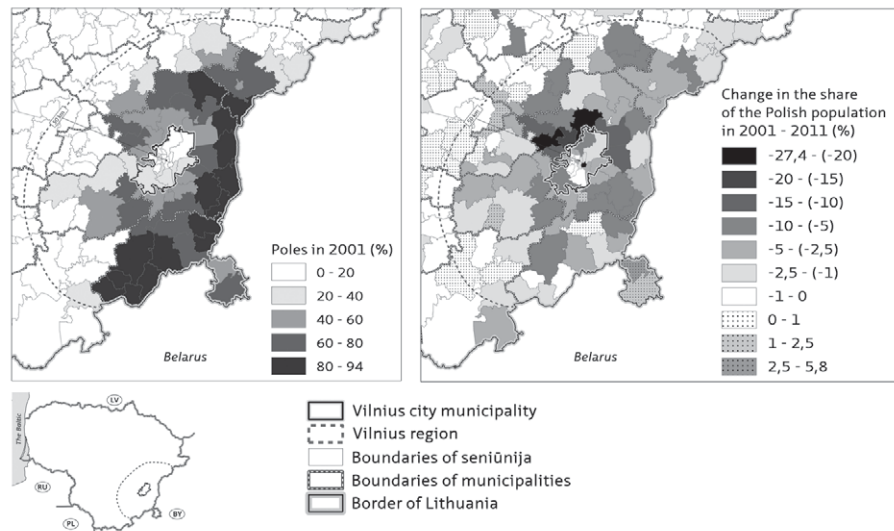 Poles in 2001 (%)
0 - 20
20 - 40
40 - 60
60 - 80
80 - 94
Belarus
Change in the share
of the Polish population
in 2001 - 2011 (%)
-27,4 - (-20)
-20 - (-15)
-15 - (-10)
-10 - (-5)
-5 - (-2,5)
-2,5 - (-1)
-1 - 0
0 - 1
1 - 2,5
2,5 - 5,8
Belarus
The Baltic
LV
RU
PL
BY
Vilnius city municipality
Vilnius region
Boundaries of seniūnija
Boundaries of municipalities
Border of Lithuania